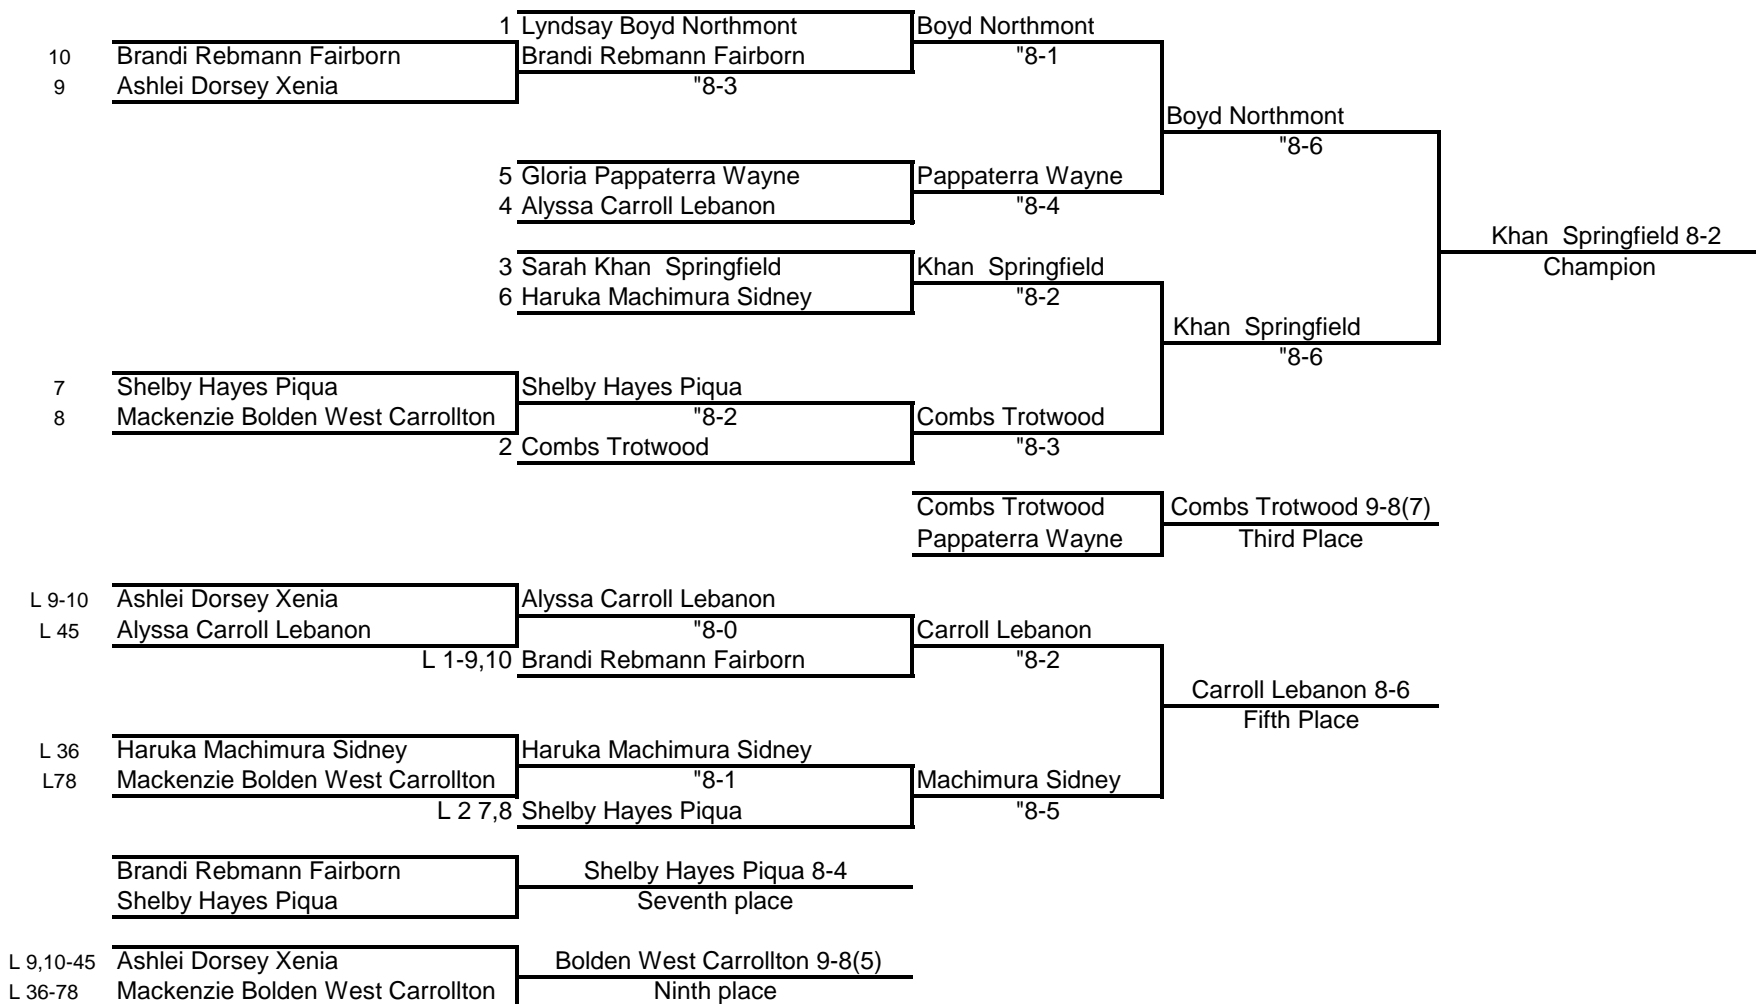 1 Lyndsay Boyd Northmont Boyd Northmont
10 Brandi Rebmann Fairborn Brandi Rebmann Fairborn "8-1
9 Ashlei Dorsey Xenia "8-3
Boyd Northmont
"8-6
5 Gloria Pappaterra Wayne Pappaterra Wayne
4 Alyssa Carroll Lebanon "8-4
Khan  Springfield 8-2
3 Sarah Khan  Springfield Khan  Springfield Champion
6 Haruka Machimura Sidney "8-2
Khan  Springfield
"8-6
7 Shelby Hayes Piqua Shelby Hayes Piqua
8 Mackenzie Bolden West Carrollton "8-2 Combs Trotwood
2 Combs Trotwood "8-3
Combs Trotwood Combs Trotwood 9-8(7)
Pappaterra Wayne Third Place
L 9-10 Ashlei Dorsey Xenia Alyssa Carroll Lebanon
L 45 Alyssa Carroll Lebanon "8-0 Carroll Lebanon
L 1-9,10 Brandi Rebmann Fairborn "8-2
Carroll Lebanon 8-6
Fifth Place
L 36 Haruka Machimura Sidney Haruka Machimura Sidney
L78 Mackenzie Bolden West Carrollton "8-1 Machimura Sidney
L 2 7,8 Shelby Hayes Piqua "8-5
Brandi Rebmann Fairborn Shelby Hayes Piqua 8-4
Shelby Hayes Piqua Seventh place
L 9,10-45 Ashlei Dorsey Xenia Bolden West Carrollton 9-8(5)
L 36-78 Mackenzie Bolden West Carrollton Ninth place